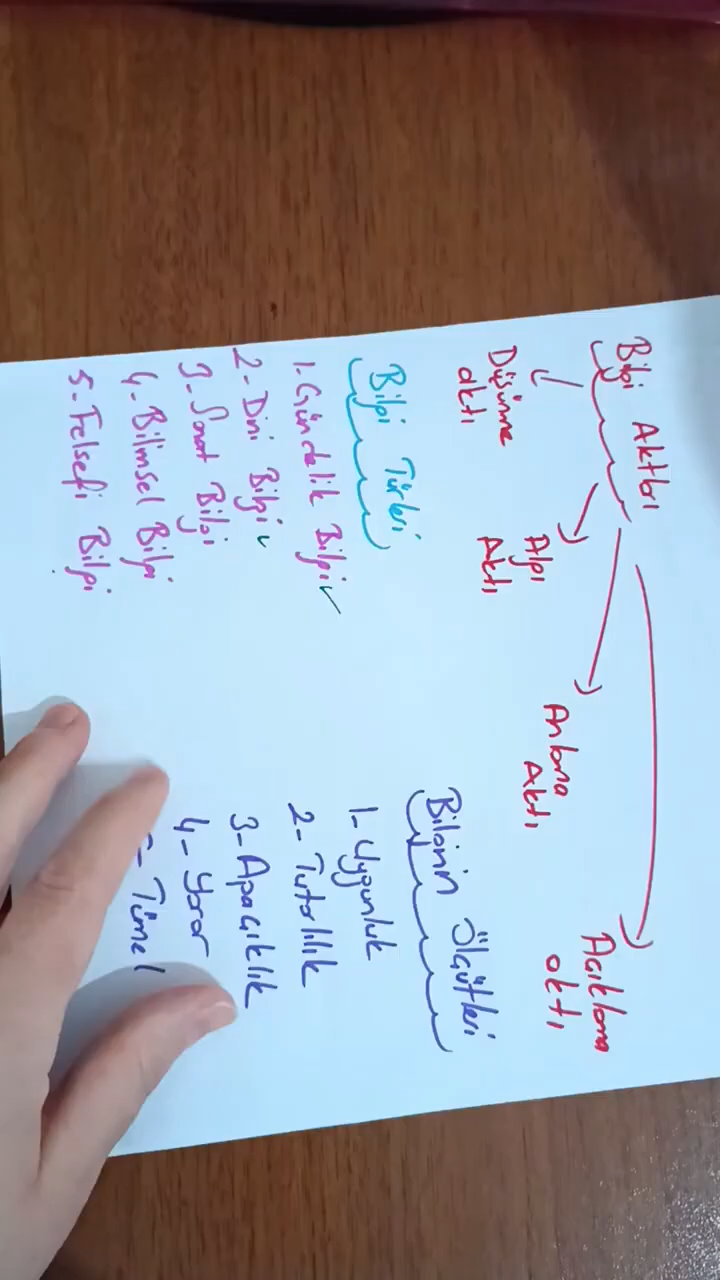 Bilgi Aktları
Düşünme
aktı
Algı
Aktı
Anlama
Aktı
Açıklama
aktı
Bilgi Türleri
1-Gündelik Bilgi ✓
2-Dini Bilgi ✓
3-Sanat Bilgi
4-Bilimsel Bilgi
5-Felsefi Bilgi
Bilginin Ölçütleri
1-Uygunluk
2-Tutarlılık
3-Apaçıklık
4-Yarar
Tümel